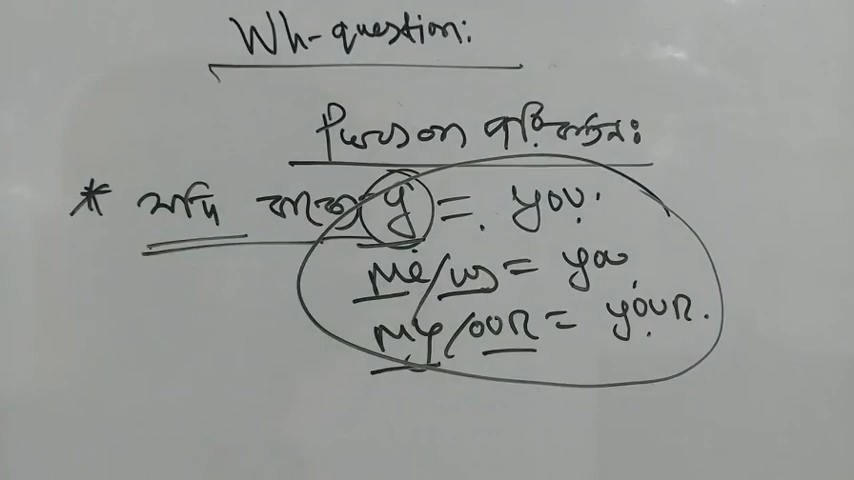 Wh-question:
Person পরিবর্তনঃ
* যদি বাক্যে y = you.
me/us = you
my/our = your.